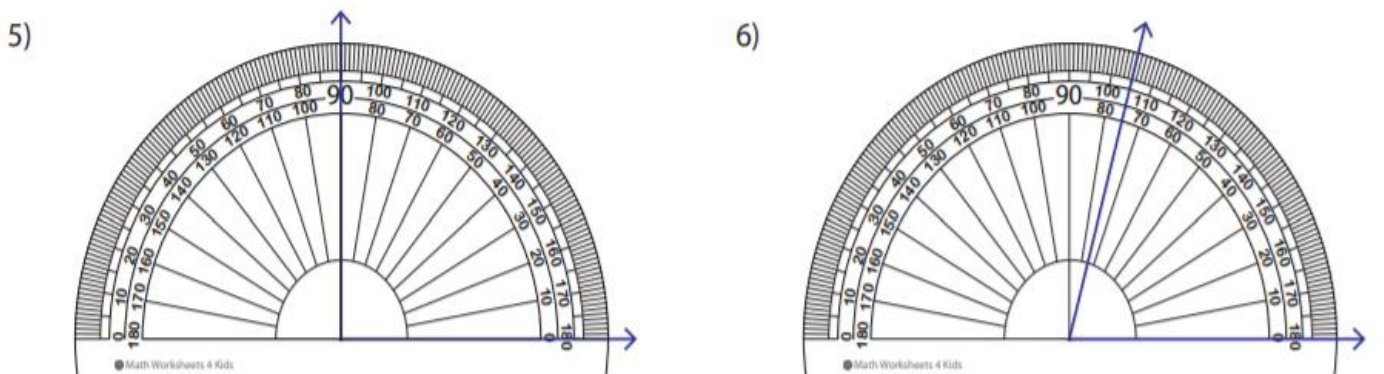 5)
6)
0 10 20 30 40 50 60 70 80 90 100 110 120 130 140 150 160 170 180
180 170 160 150 140 130 120 110 100 80 70 60 50 40 30 20 10 0
Math Worksheets 4 Kids
0 10 20 30 40 50 60 70 80 90 100 110 120 130 140 150 160 170 180
180 170 160 150 140 130 120 110 100 80 70 60 50 40 30 20 10 0
Math Worksheets 4 Kids